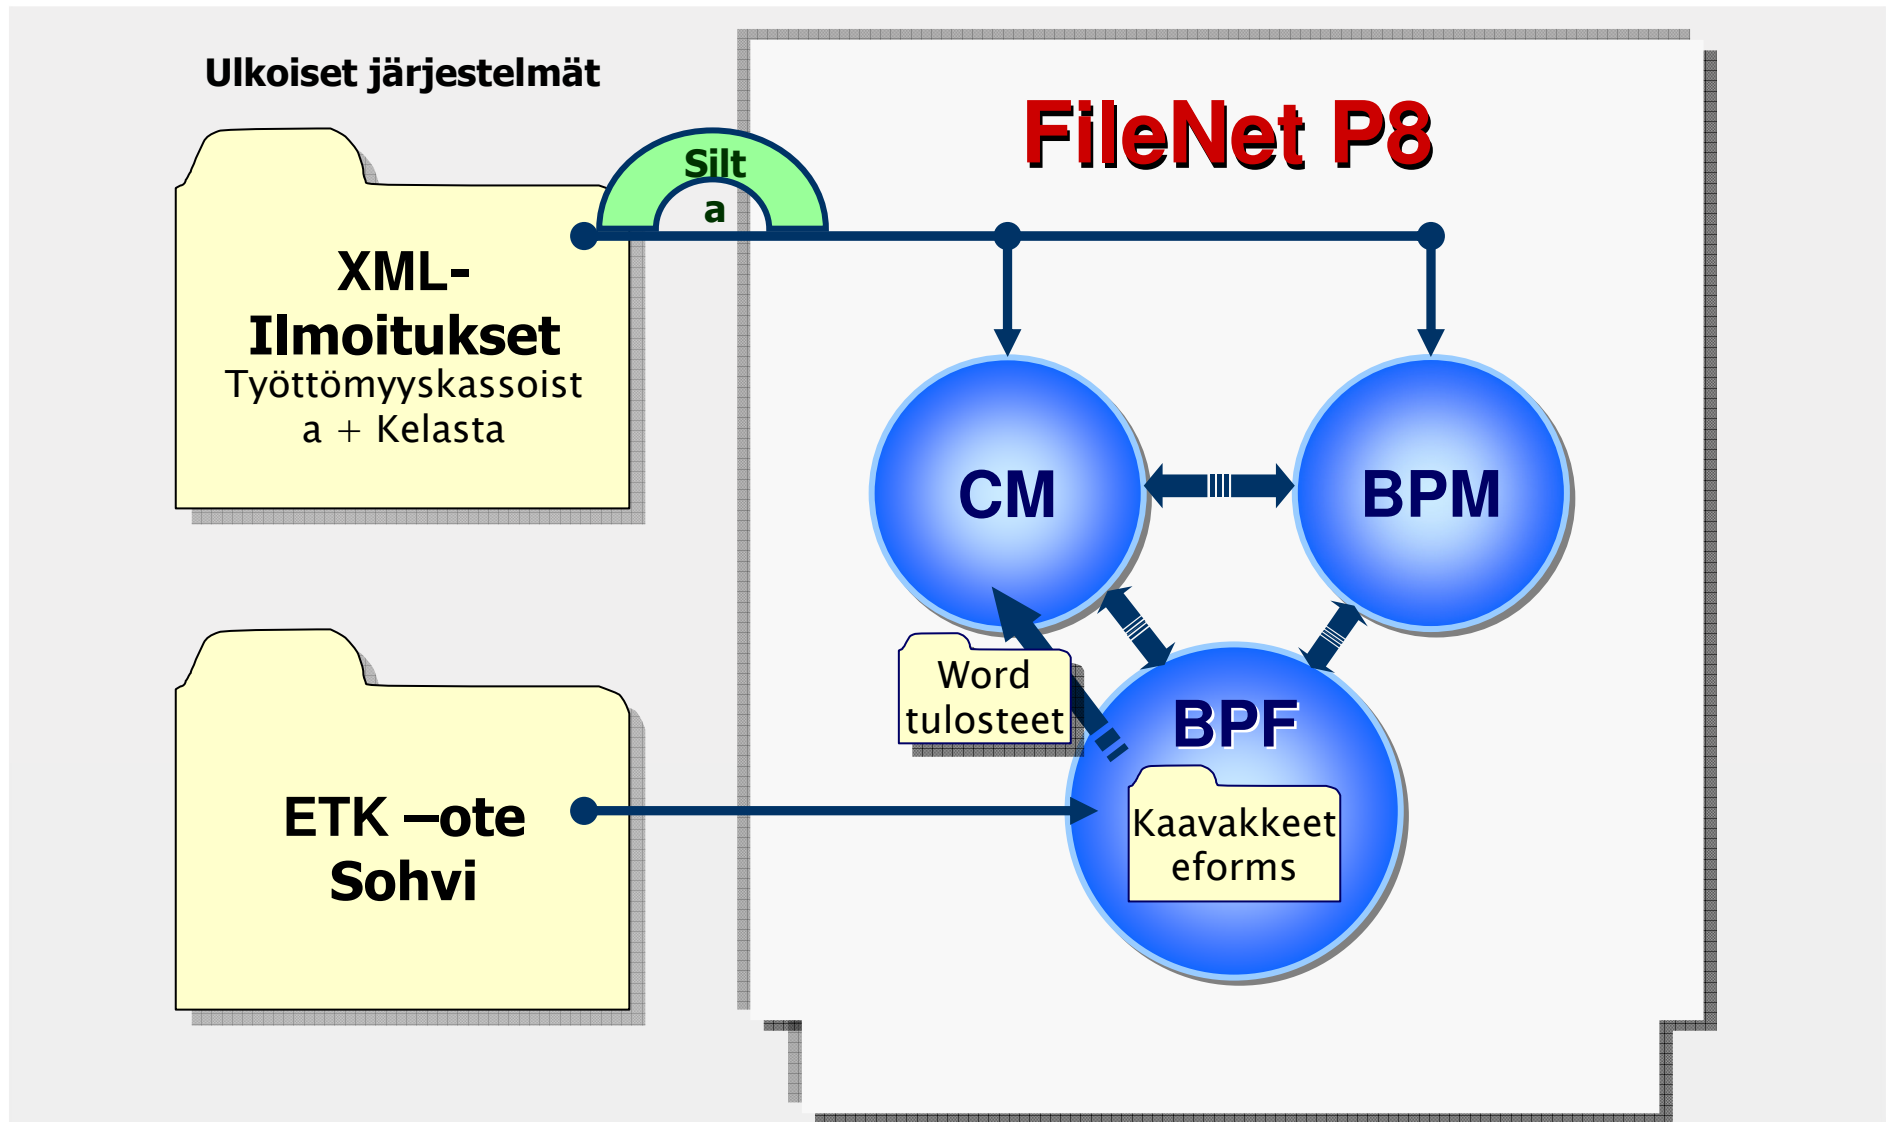 Ulkoiset järjestelmät
FileNet P8
Silt
a
XML-
Ilmoitukset
Työttömyyskassoist
a + Kelasta
CM
BPM
Word
tulosteet
BPF
Kaavakkeet
eforms
ETK –ote
Sohvi